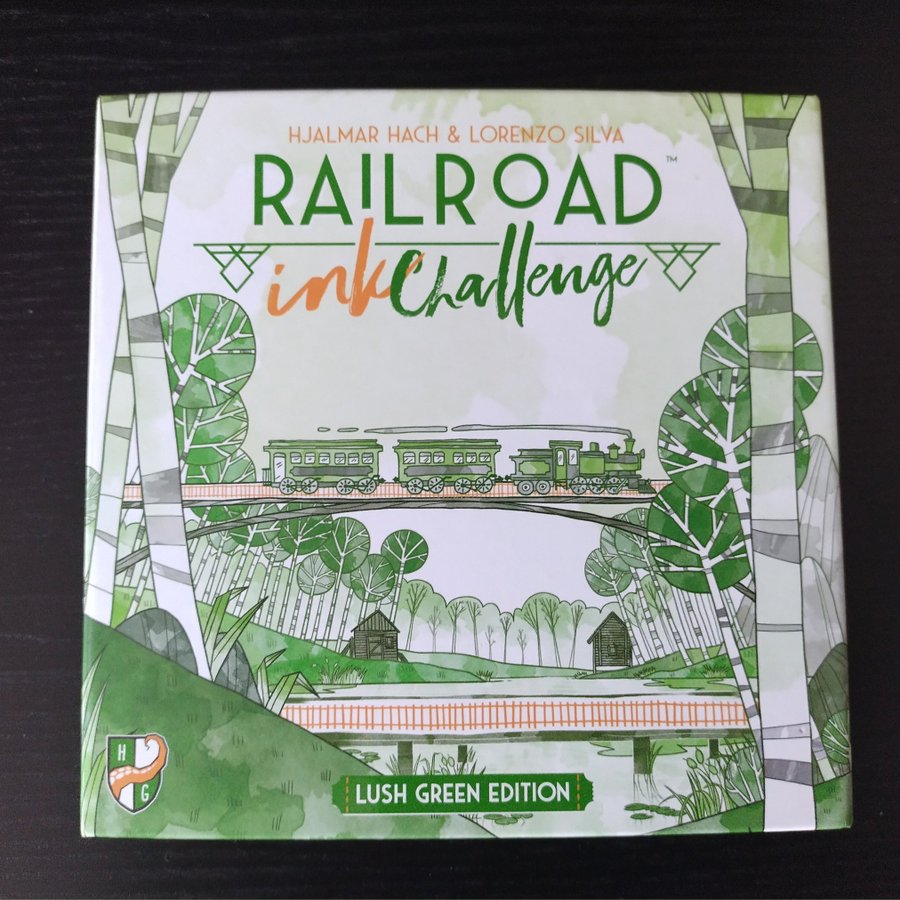 HJALMAR HACH & LORENZO SILVA
RAILROAD™
ink Challenge
H
G
LUSH GREEN EDITION